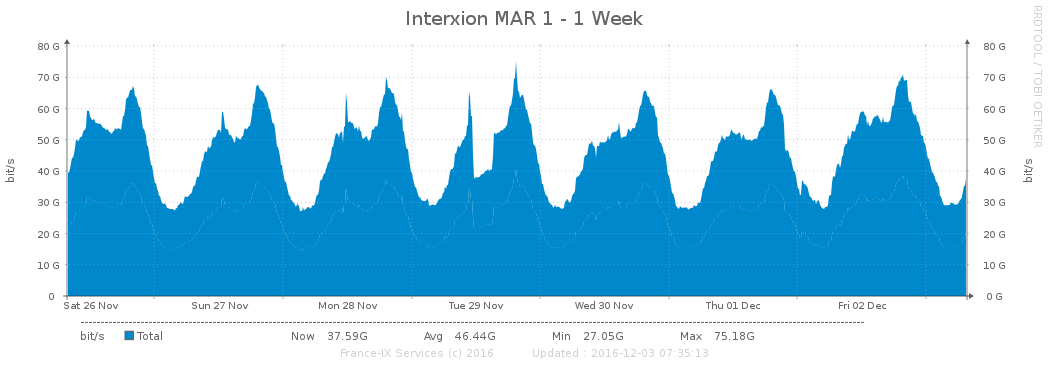 Interxion MAR 1 - 1 Week
RRDTOOL / TOBI OETIKER
80 G 80 G
70 G 70 G
60 G 60 G
50 G 50 G
40 G 40 G
30 G 30 G
20 G 20 G
10 G 10 G
0 0 G
bit/s
bit/s
Sat 26 Nov Sun 27 Nov Mon 28 Nov Tue 29 Nov Wed 30 Nov Thu 01 Dec Fri 02 Dec
bit/s Total Now 37.59G Avg 46.44G Min 27.05G Max 75.18G
France-IX Services (c) 2016 Updated : 2016-12-03 07:35:13